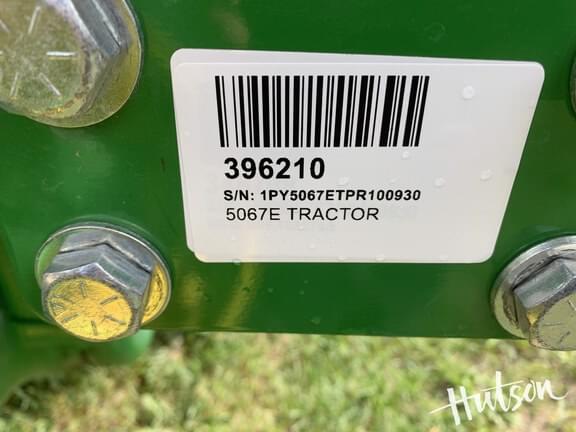 396210
S/N: 1PY5067ETPR100930
5067E TRACTOR
Hutson